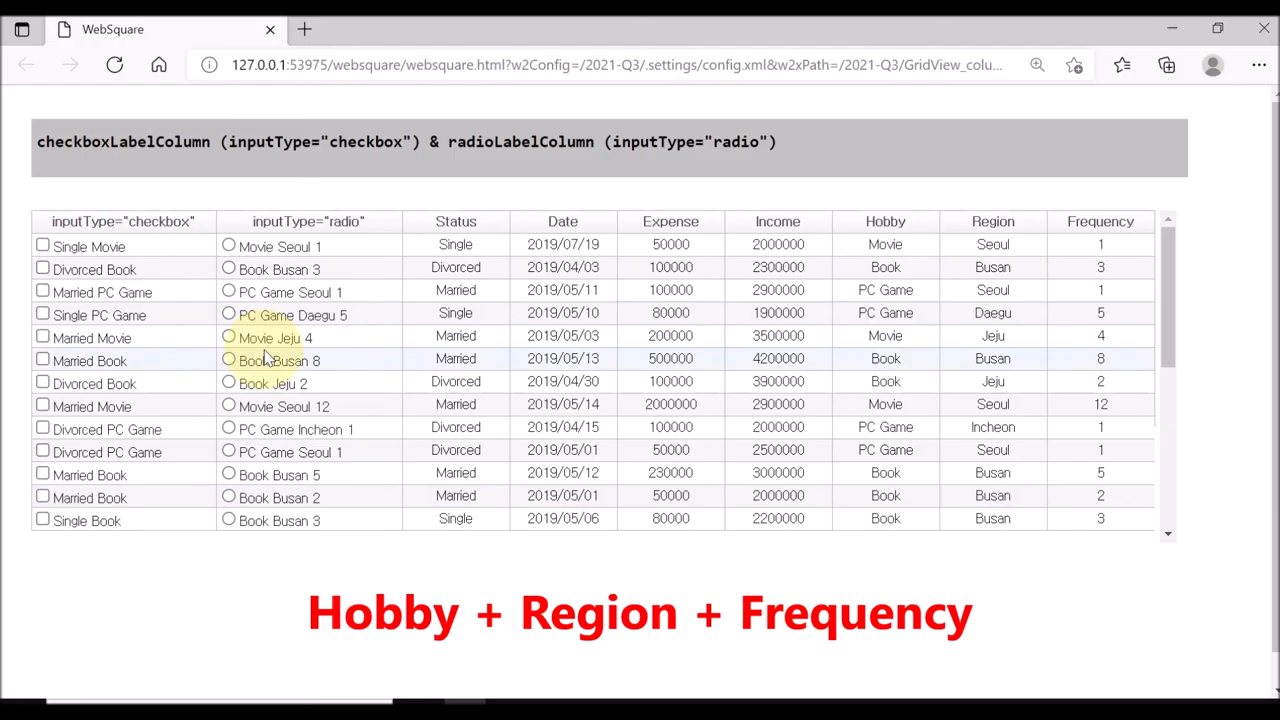 WebSquare
127.0.0.1:53975/websquare/websquare.html?w2Config=/2021-Q3/.settings/config.xml&w2xPath=/2021-Q3/GridView_colu...
checkboxLabelColumn (inputType="checkbox") & radioLabelColumn (inputType="radio")
inputType="checkbox" inputType="radio" Status Date Expense Income Hobby Region Frequency
Single Movie Movie Seoul 1 Single 2019/07/19 50000 2000000 Movie Seoul 1
Divorced Book Book Busan 3 Divorced 2019/04/03 100000 2300000 Book Busan 3
Married PC Game PC Game Seoul 1 Married 2019/05/11 100000 2900000 PC Game Seoul 1
Single PC Game PC Game Daegu 5 Single 2019/05/10 80000 1900000 PC Game Daegu 5
Married Movie Movie Jeju 4 Married 2019/05/03 200000 3500000 Movie Jeju 4
Married Book Book Busan 8 Married 2019/05/13 500000 4200000 Book Busan 8
Divorced Book Book Jeju 2 Divorced 2019/04/30 100000 3900000 Book Jeju 2
Married Movie Movie Seoul 12 Married 2019/05/14 2000000 2900000 Movie Seoul 12
Divorced PC Game PC Game Incheon 1 Divorced 2019/04/15 100000 2000000 PC Game Incheon 1
Divorced PC Game PC Game Seoul 1 Divorced 2019/05/01 50000 2500000 PC Game Seoul 1
Married Book Book Busan 5 Married 2019/05/12 230000 3000000 Book Busan 5
Married Book Book Busan 2 Married 2019/05/01 50000 2000000 Book Busan 2
Single Book Book Busan 3 Single 2019/05/06 80000 2200000 Book Busan 3
Hobby + Region + Frequency